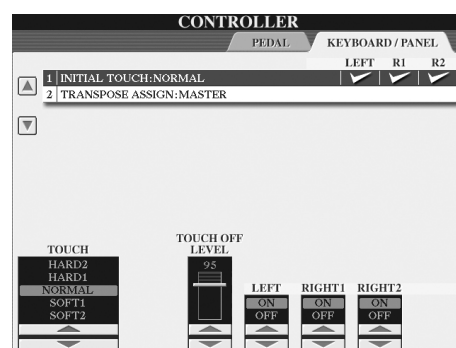 CONTROLLER
PEDAL KEYBOARD / PANEL
LEFT R1 R2
1 INITIAL TOUCH:NORMAL
2 TRANSPOSE ASSIGN:MASTER
TOUCH
HARD2
HARD1
NORMAL
SOFT1
SOFT2
TOUCH OFF
LEVEL
95
LEFT RIGHT1 RIGHT2
ON ON ON
OFF OFF OFF